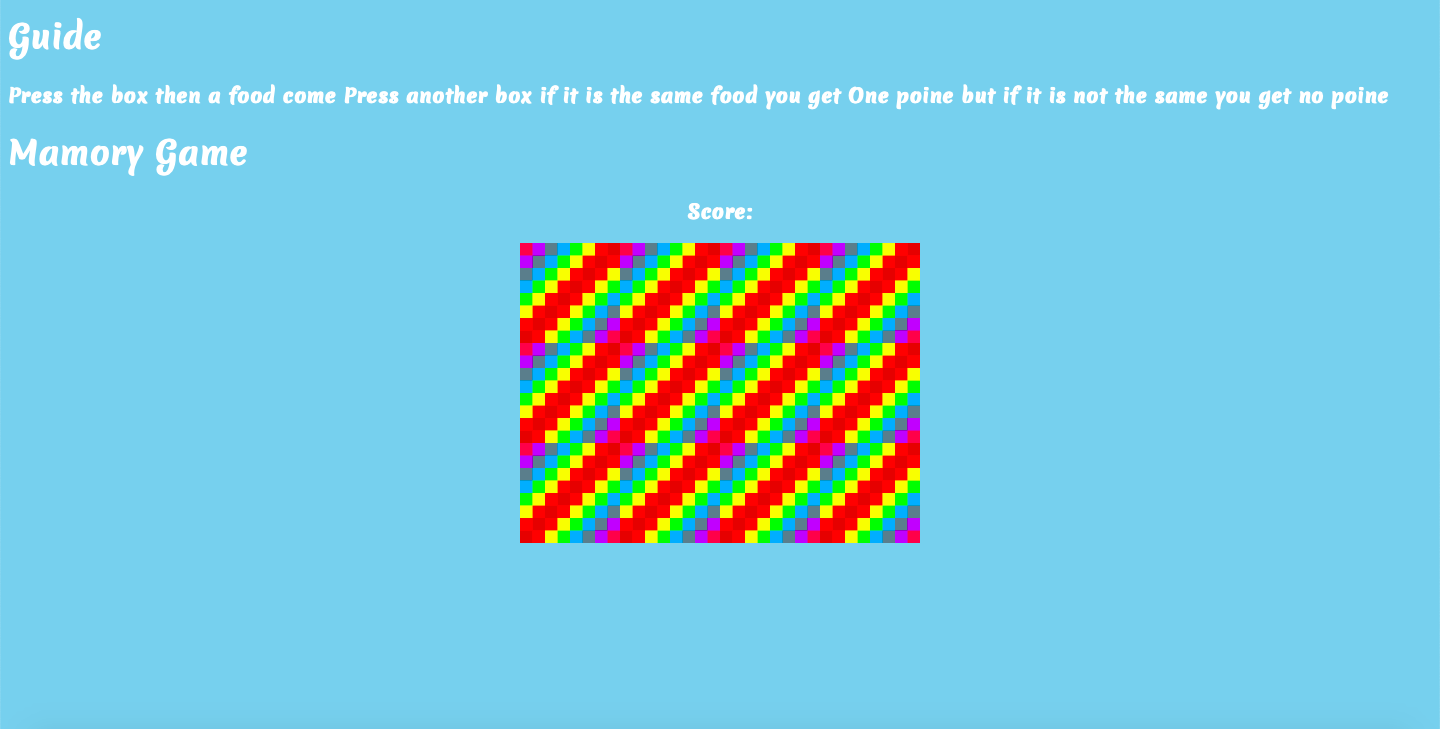 Guide
Press the box then a food come Press another box if it is the same food you get One poine but if it is not the same you get no poine
Mamory Game
Score: